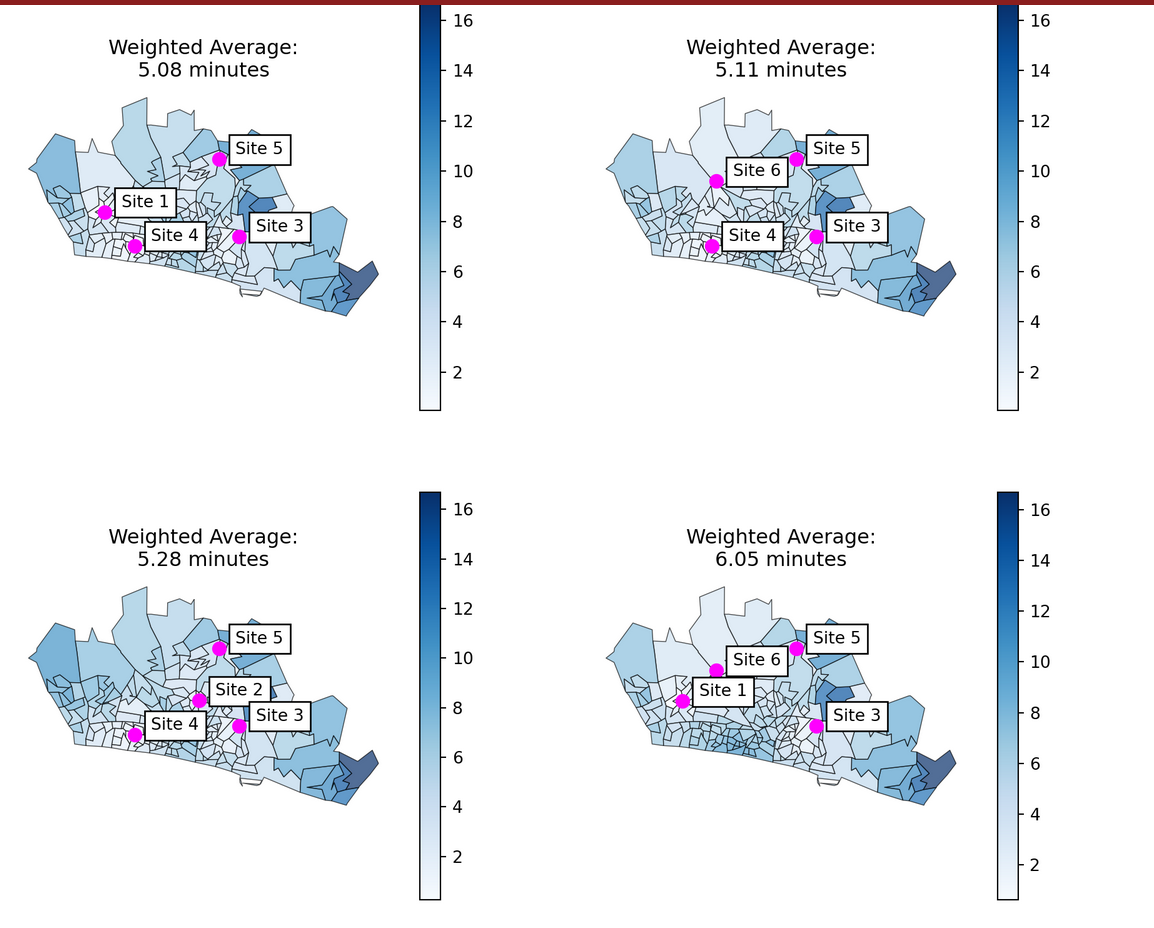 Weighted Average:
5.08 minutes
Site 5
Site 1
Site 4
Site 3
16
14
12
10
8
6
4
2
Weighted Average:
5.11 minutes
Site 5
Site 6
Site 4
Site 3
16
14
12
10
8
6
4
2
Weighted Average:
5.28 minutes
Site 5
Site 2
Site 3
Site 4
16
14
12
10
8
6
4
2
Weighted Average:
6.05 minutes
Site 5
Site 6
Site 1
Site 3
16
14
12
10
8
6
4
2